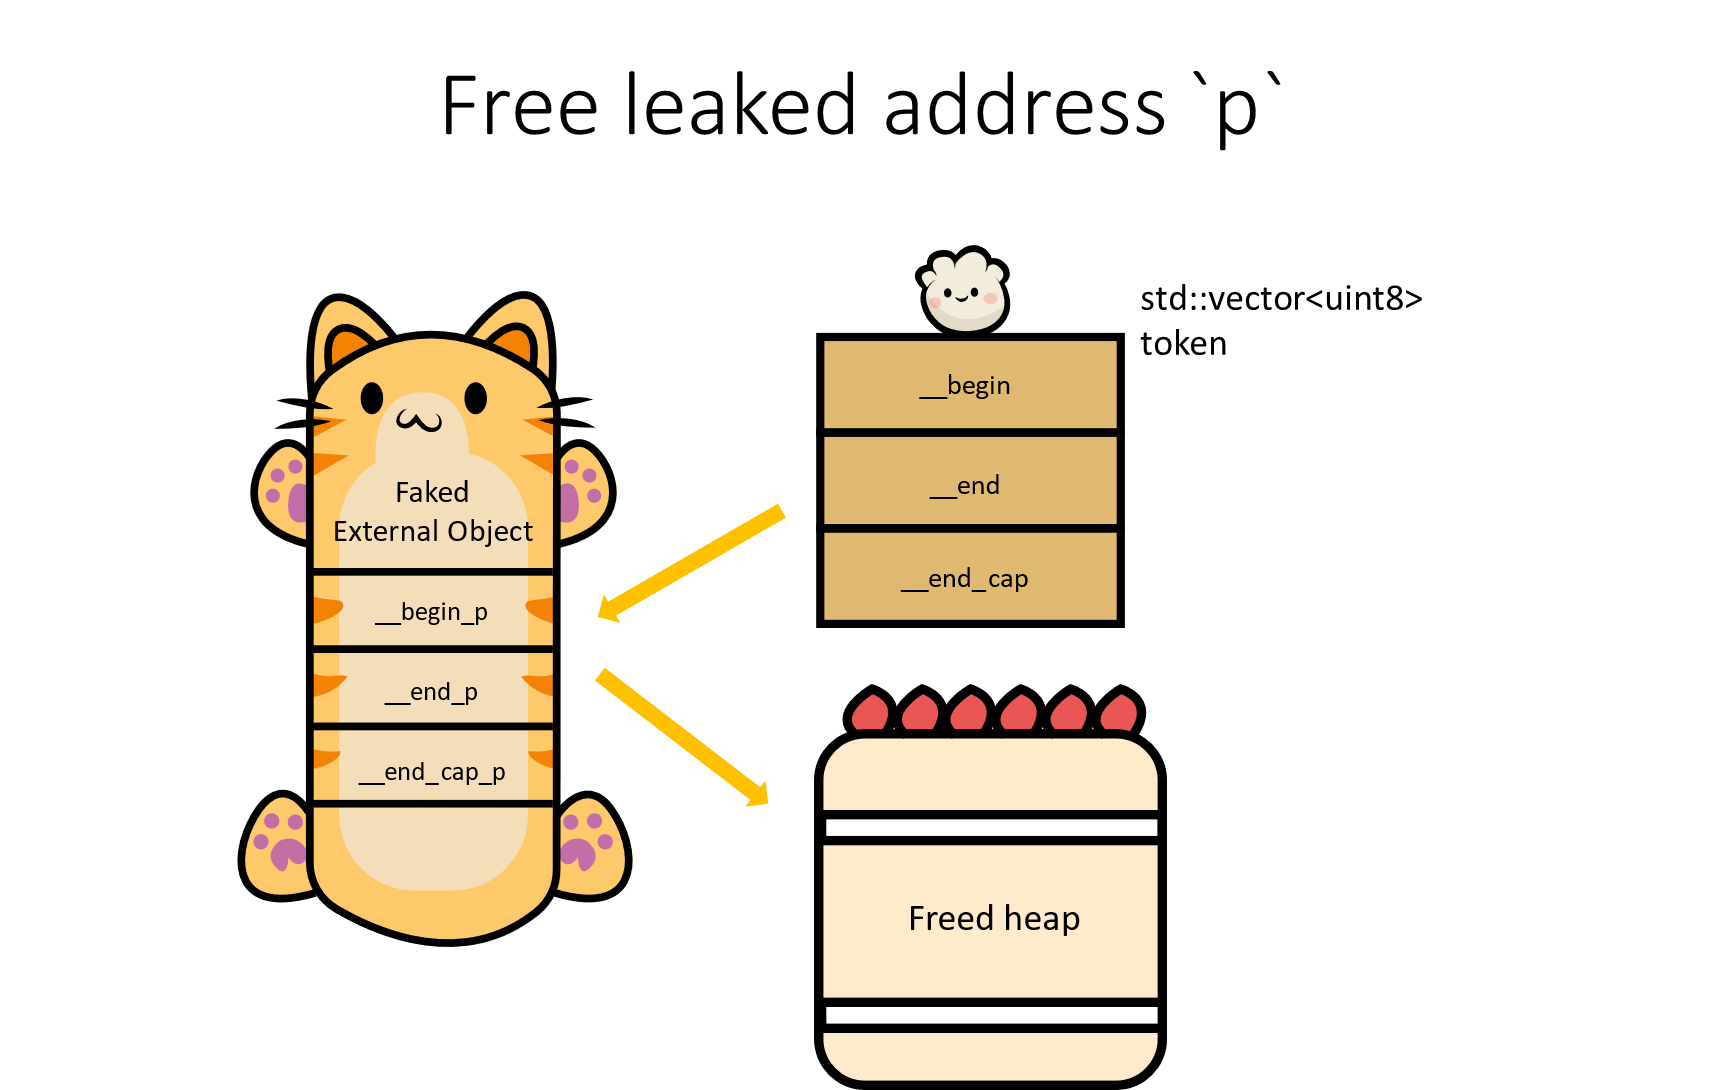 Free leaked address `p`
std::vector<uint8>
token
__begin
__end
__end_cap
Faked
External Object
__begin_p
__end_p
__end_cap_p
Freed heap